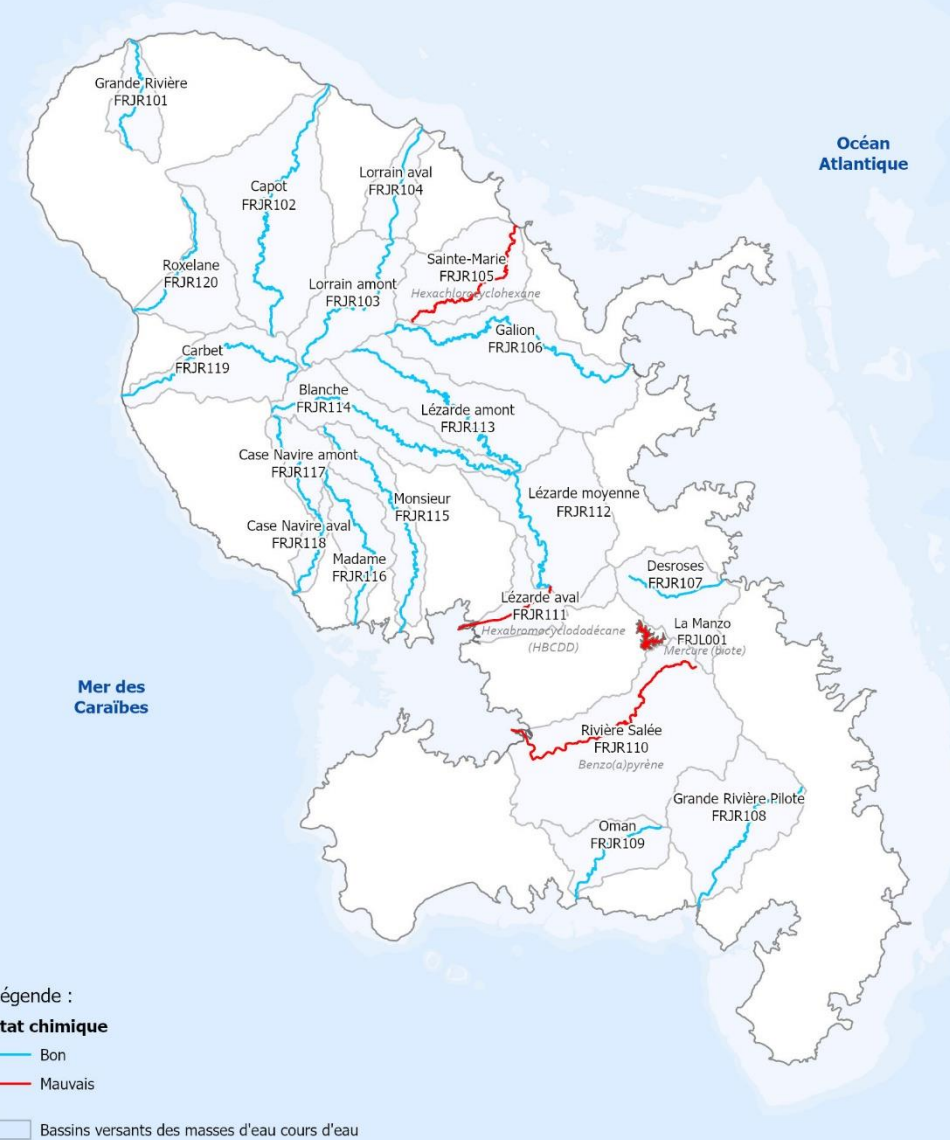 Grande Rivière
FRJR101
Océan
Atlantique
Capot
FRJR102
Lorrain aval
FRJR104
Roxelane
FRJR120
Lorrain amont
FRJR103
Sainte-Marie
FRJR105
Hexachlorocyclohexane
Galion
FRJR106
Carbet
FRJR119
Blanche
FRJR114
Lézarde amont
FRJR113
Case Navire amont
FRJR117
Monsieur
FRJR115
Lézarde moyenne
FRJR112
Case Navire aval
FRJR118
Madame
FRJR116
Desroses
FRJR107
Lézarde aval
FRJR111
Hexabromocyclododécane
(HBCDD)
La Manzo
FRJL001
Mercure (biote)
Mer des
Caraïbes
Rivière Salée
FRJR110
Benzo(a)pyrène
Grande Rivière Pilote
FRJR108
Oman
FRJR109
égende :
tat chimique
Bon
Mauvais
Bassins versants des masses d'eau cours d'eau